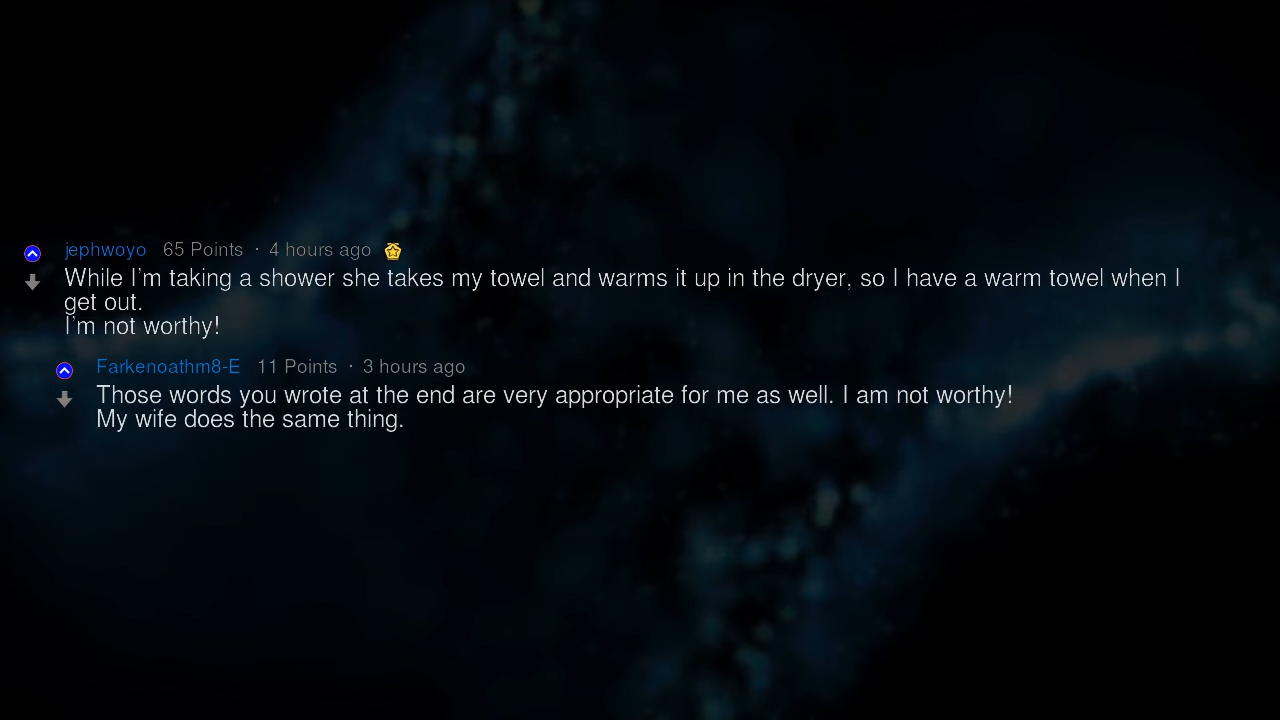 jephwoyo 65 Points · 4 hours ago
While I'm taking a shower she takes my towel and warms it up in the dryer, so I have a warm towel when I
get out.
I'm not worthy!
Farkenoathm8-E 11 Points · 3 hours ago
Those words you wrote at the end are very appropriate for me as well. I am not worthy!
My wife does the same thing.